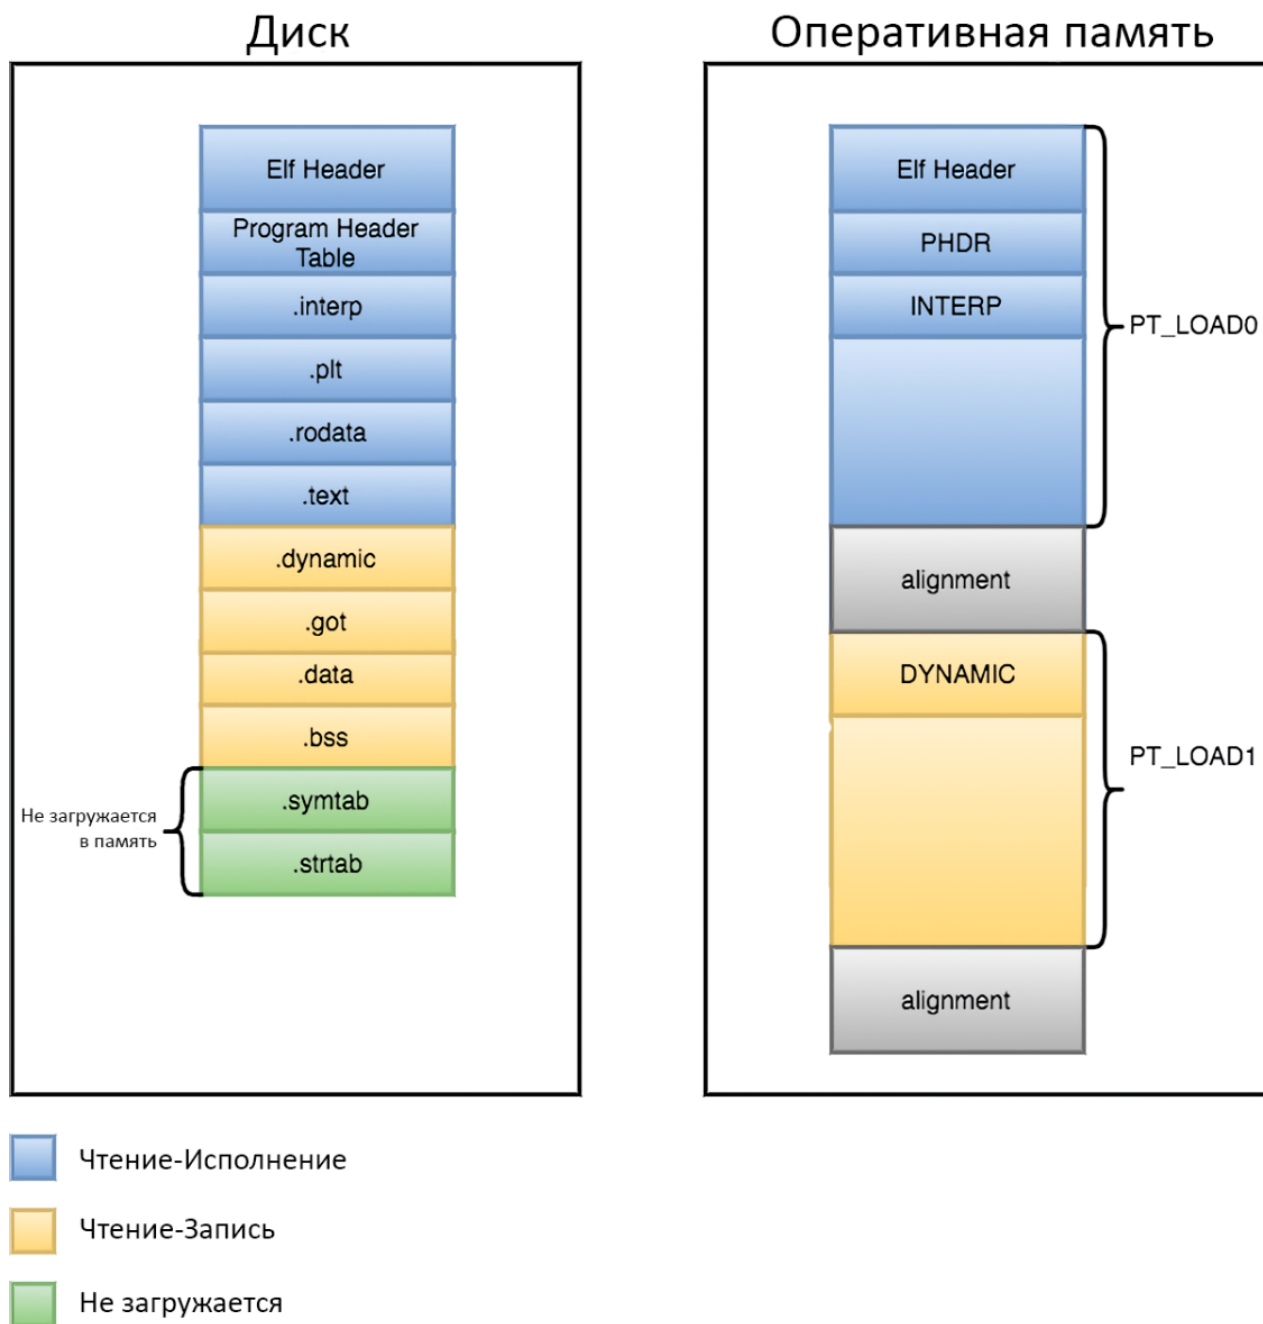 Диск
Elf Header
Program Header
Table
.interp
.plt
.rodata
.text
.dynamic
.got
.data
.bss
.symtab
.strtab
Не загружается
в память
Оперативная память
Elf Header
PHDR
INTERP
PT_LOAD0
alignment
DYNAMIC
PT_LOAD1
alignment
Чтение-Исполнение
Чтение-Запись
Не загружается